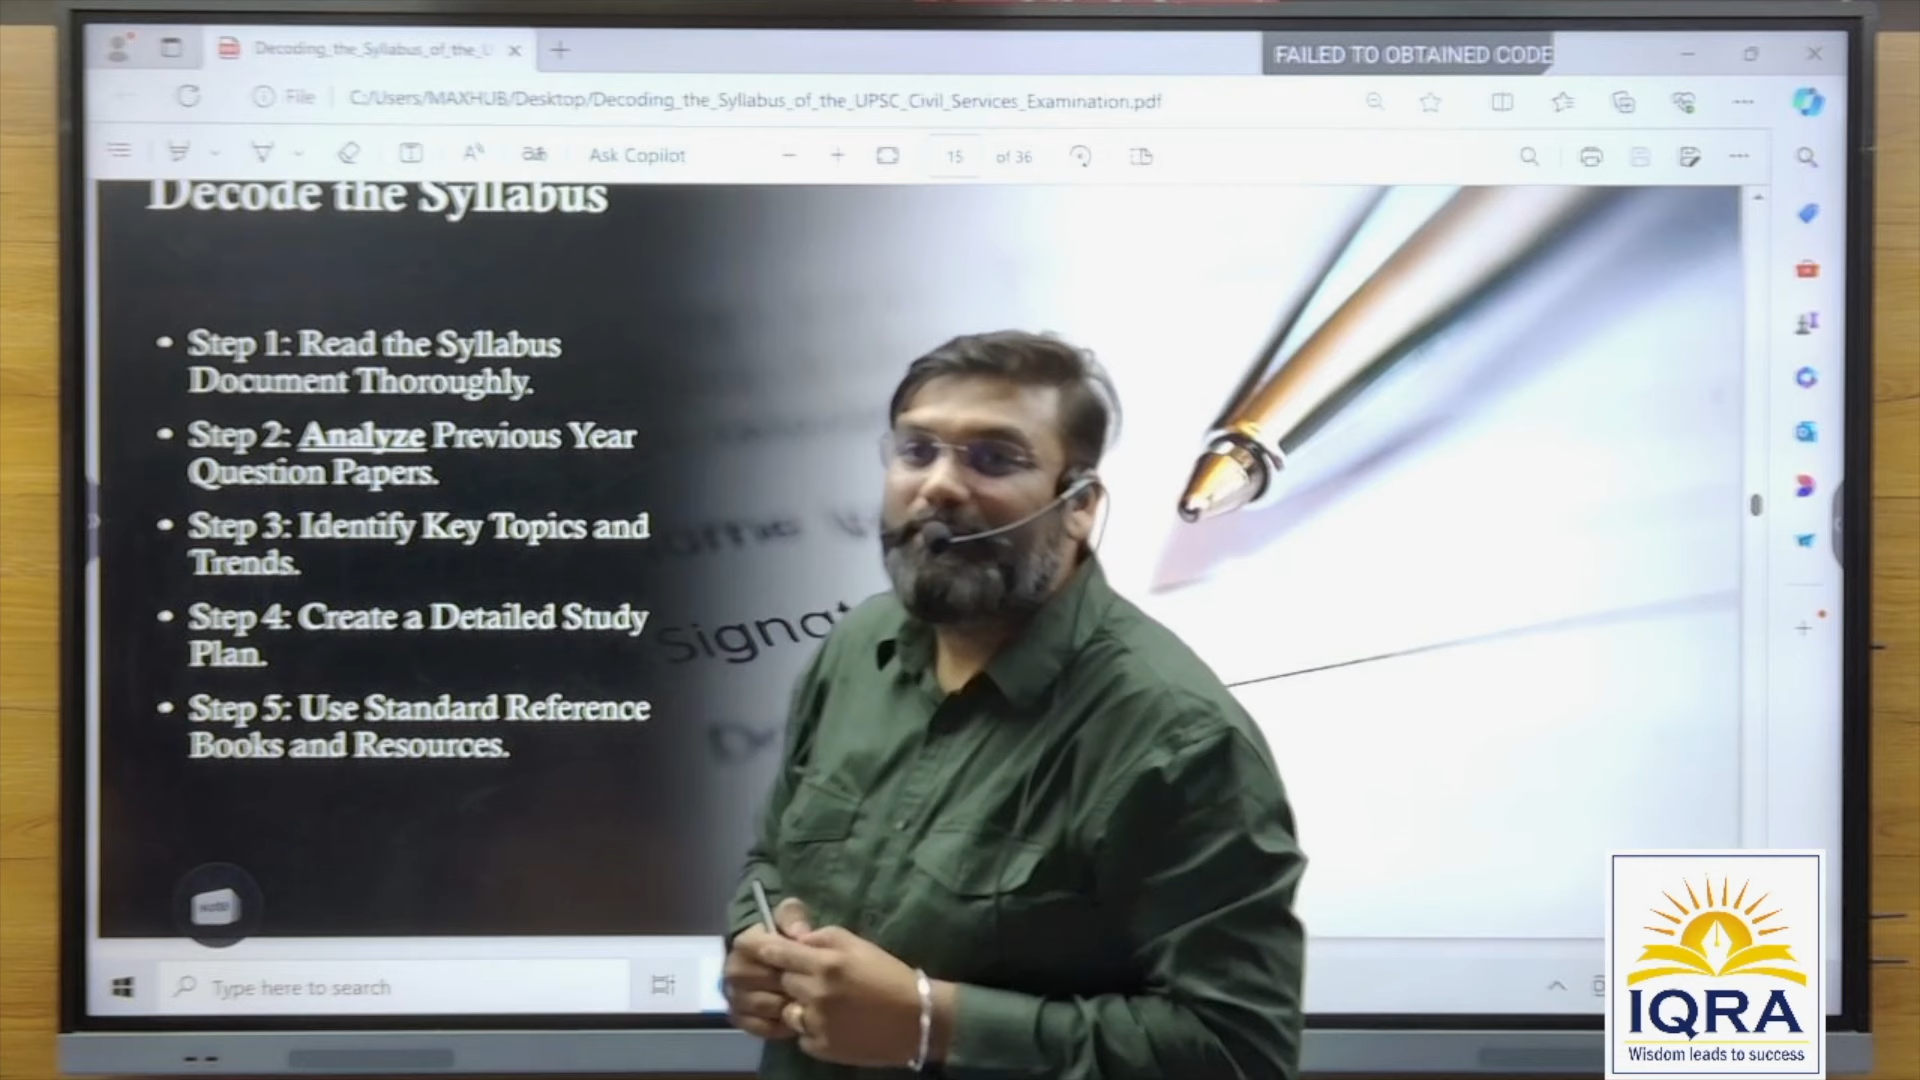 Decoding_the_Syllabus_of_the_U
FAILED TO OBTAINED CODE
File
C:/Users/MAXHUB/Desktop/Decoding_the_Syllabus_of_the_UPSC_Civil_Services_Examination.pdf
Ask Copilot
15 of 36
Decode the Syllabus
• Step 1: Read the Syllabus
Document Thoroughly.
• Step 2: Analyze Previous Year
Question Papers.
• Step 3: Identify Key Topics and
Trends.
• Step 4: Create a Detailed Study
Plan.
• Step 5: Use Standard Reference
Books and Resources.
Type here to search
IQRA
Wisdom leads to success